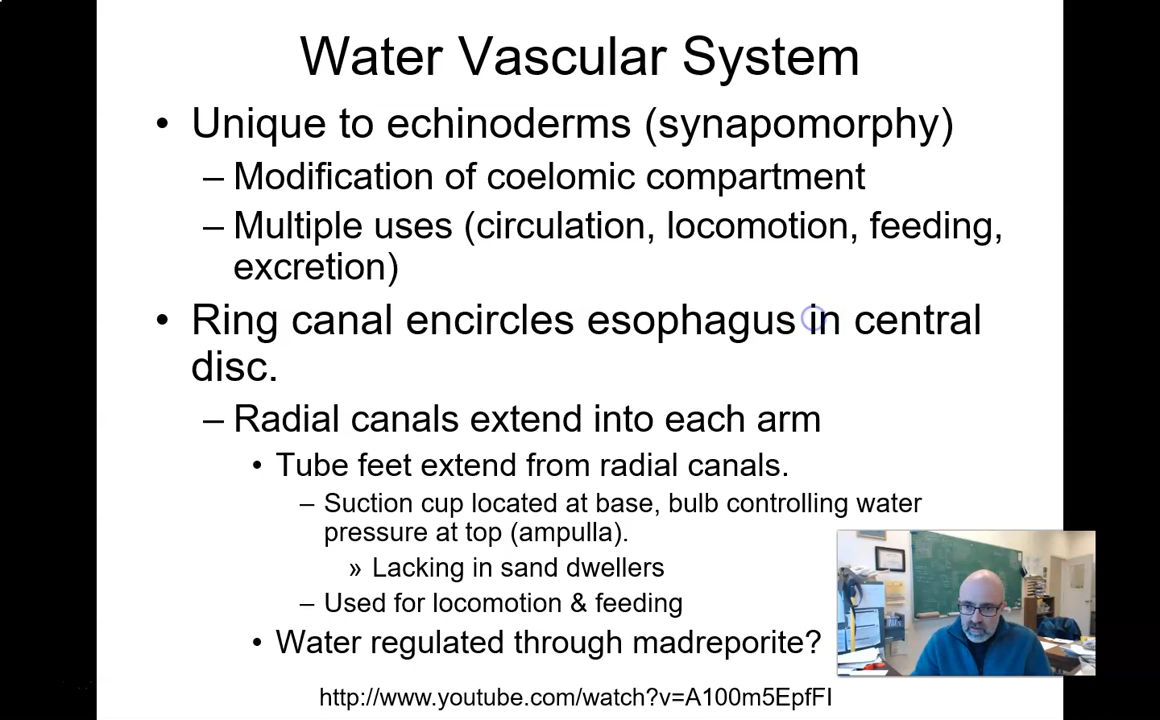 Water Vascular System
• Unique to echinoderms (synapomorphy)
– Modification of coelomic compartment
– Multiple uses (circulation, locomotion, feeding,
excretion)
• Ring canal encircles esophagus in central
disc.
– Radial canals extend into each arm
• Tube feet extend from radial canals.
– Suction cup located at base, bulb controlling water
pressure at top (ampulla).
» Lacking in sand dwellers
– Used for locomotion & feeding
• Water regulated through madreporite?
http://www.youtube.com/watch?v=A100m5EpfFI